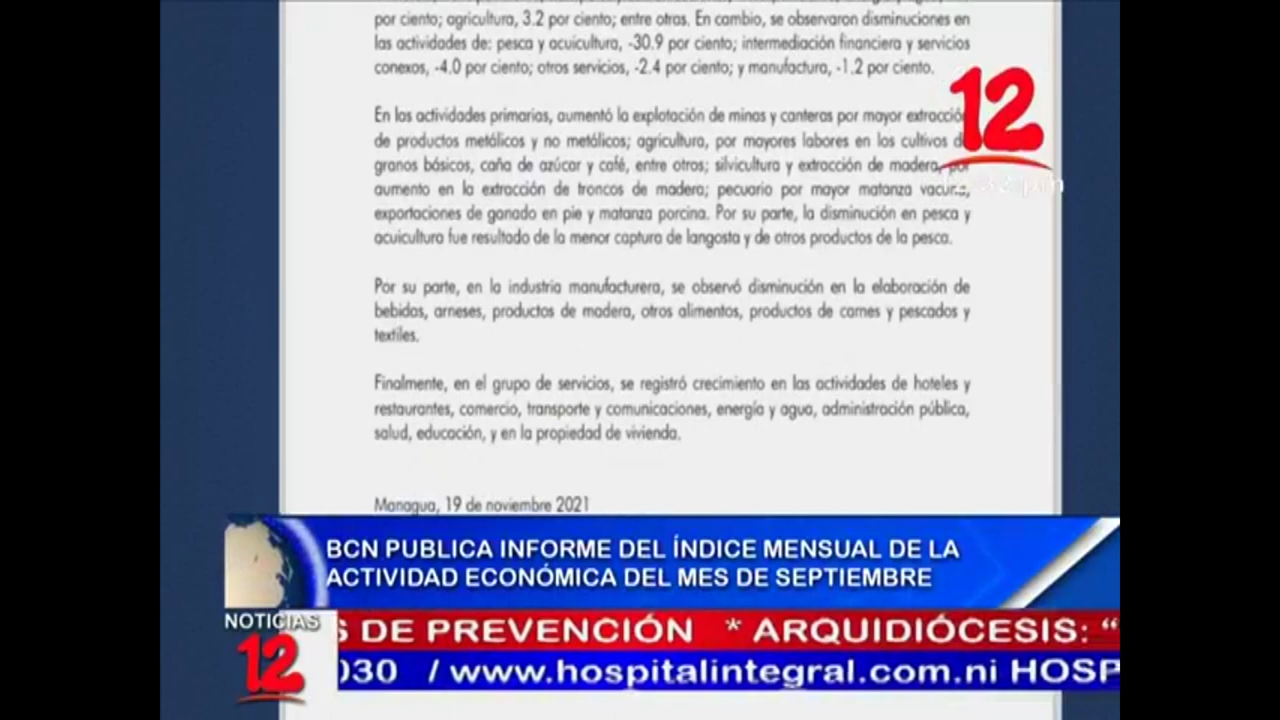 por ciento; agricultura, 3.2 por ciento; entre otras. En cambio, se observaron disminuciones en
las actividades de: pesca y acuicultura, -30.9 por ciento; intermediación financiera y servicios
conexos, -4.0 por ciento; otros servicios, -2.4 por ciento; y manufactura, -1.2 por ciento.
12
En las actividades primarias, aumentó la explotación de minas y canteras por mayor extracción
de productos metálicos y no metálicos; agricultura, por mayores labores en los cultivos d
granos básicos, caña de azúcar y café, entre otros; silvicultura y extracción de madera, por
aumento en la extracción de troncos de madera; pecuario por mayor matanza vacuna,
exportaciones de ganado en pie y matanza porcina. Por su parte, la disminución en pesca y
acuicultura fue resultado de la menor captura de langosta y de otros productos de la pesca.
Por su parte, en la industria manufacturera, se observó disminución en la elaboración de
bebidas, arneses, productos de madera, otros alimentos, productos de carnes y pescados y
textiles.
Finalmente, en el grupo de servicios, se registró crecimiento en las actividades de hoteles y
restaurantes, comercio, transporte y comunicaciones, energía y agua, administración pública,
salud, educación, y en la propiedad de vivienda.
Managua, 19 de noviembre 2021
BCN PUBLICA INFORME DEL ÍNDICE MENSUAL DE LA
ACTIVIDAD ECONÓMICA DEL MES DE SEPTIEMBRE
NOTICIAS
12
S DE PREVENCIÓN * ARQUIDIÓCESIS: “
030 / www.hospitalintegral.com.ni HOSP